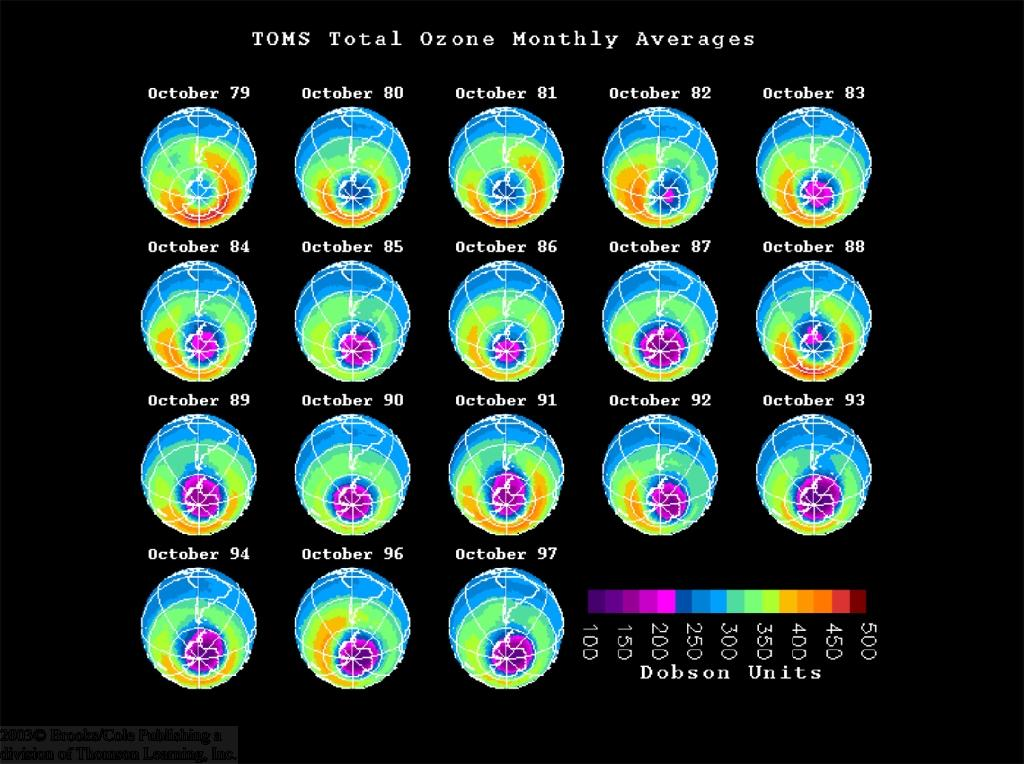 TOMS Total Ozone Monthly Averages
October 79 October 80 October 81 October 82 October 83
October 84 October 85 October 86 October 87 October 88
October 89 October 90 October 91 October 92 October 93
October 94 October 96 October 97
100 150 200 250 300 350 400 450 500
Dobson Units
2003© Brooks/Cole Publishing a
division of Thomson Learning, Inc.